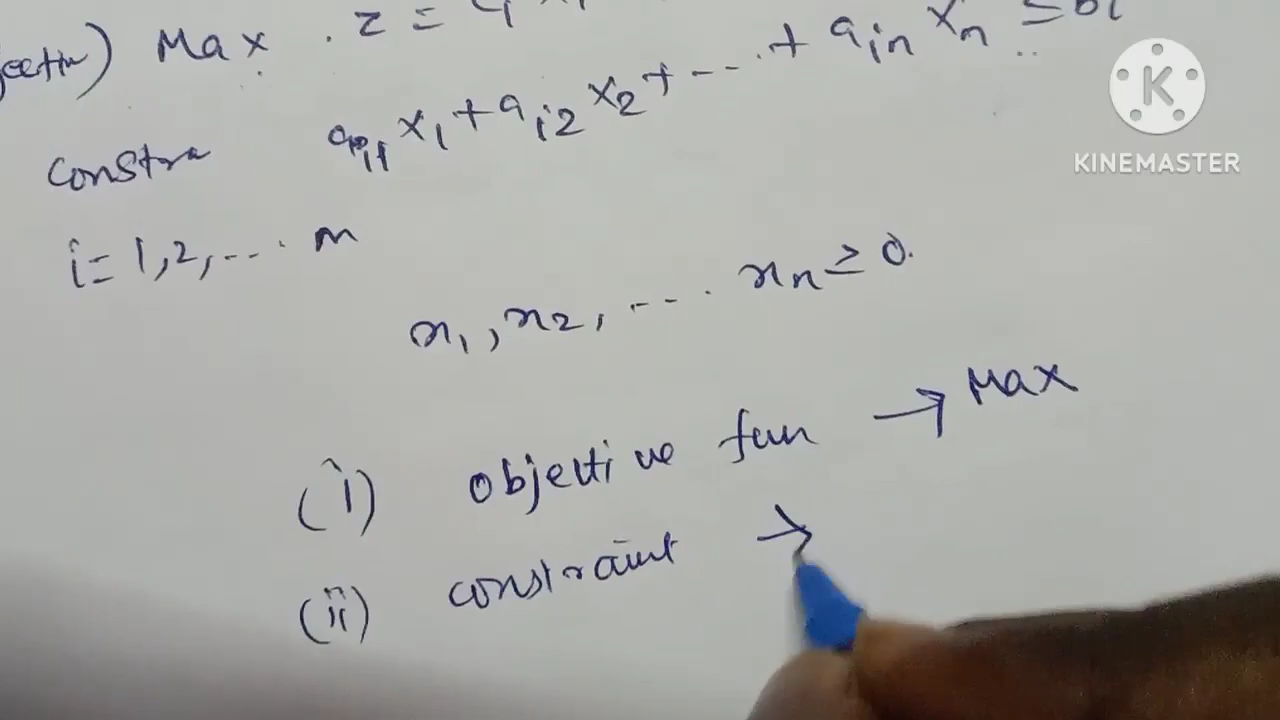 Max . Z =
KINEMASTER
constra x₁ + aᵢ₂ x₂ + ---- + aᵢₙ xₙ
i = 1, 2, .... m
x₁, x₂, .... xₙ ≥ 0.
(i) objective fun → Max
(ii) constraint →